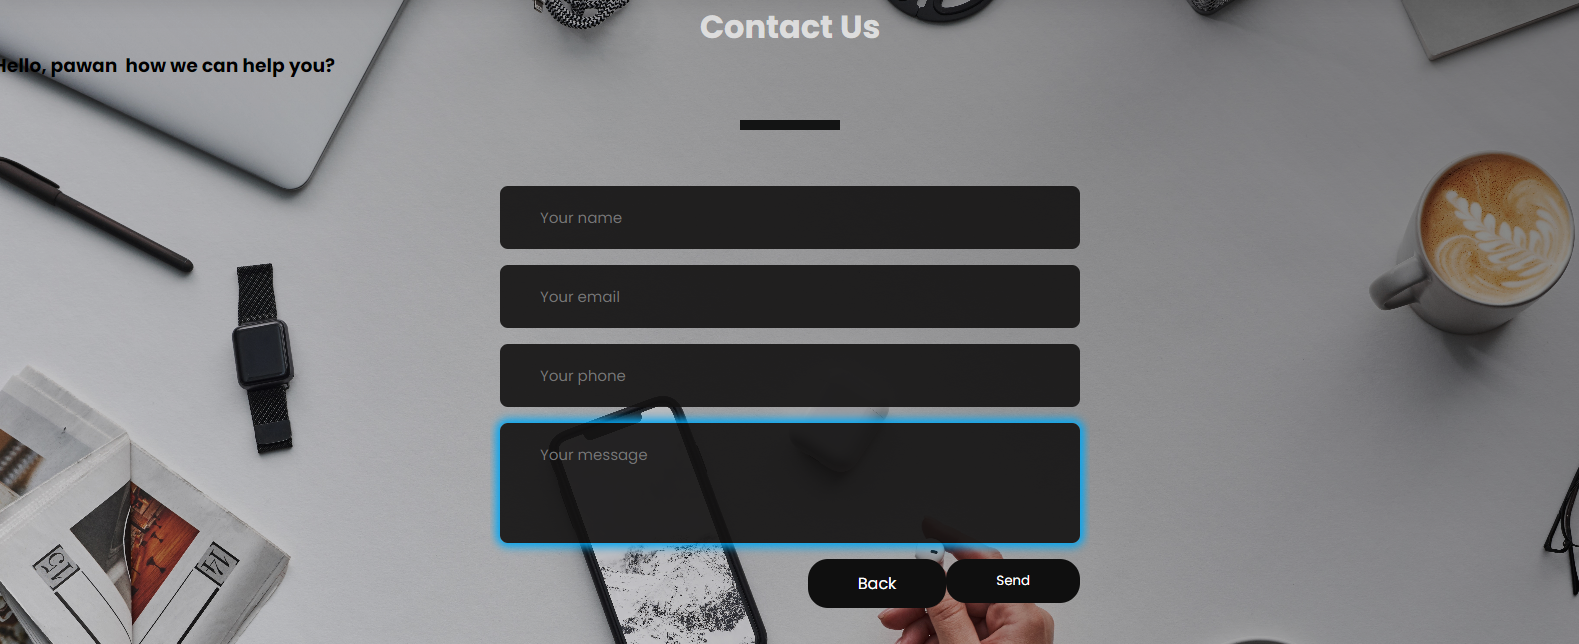 Contact Us
Hello, pawan  how we can help you?
Your name
Your email
Your phone
Your message
Back
Send